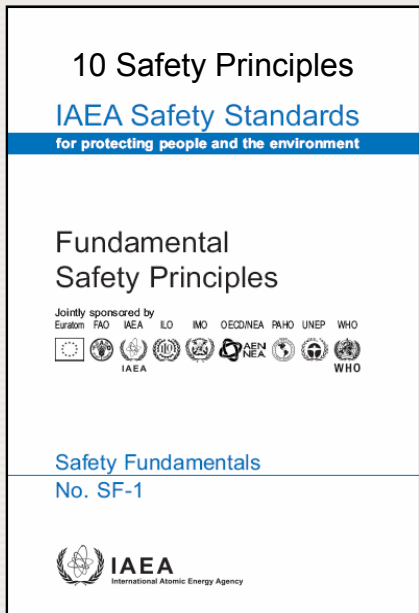 10 Safety Principles
IAEA Safety Standards
for protecting people and the environment
Fundamental
Safety Principles
Jointly sponsored by
Euratom FAO IAEA ILO IMO OECD/NEA PAHO UNEP WHO
AEN
NEA
IAEA
WHO
Safety Fundamentals
No. SF-1
IAEA
International Atomic Energy Agency